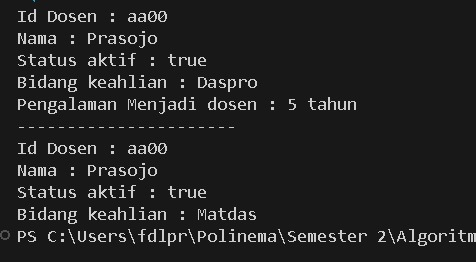 Id Dosen : aa00
Nama : Prasojo
Status aktif : true
Bidang keahlian : Daspro
Pengalaman Menjadi dosen : 5 tahun
----------------------
Id Dosen : aa00
Nama : Prasojo
Status aktif : true
Bidang keahlian : Matdas
PS C:\Users\fdlpr\Polinema\Semester 2\Algoritm